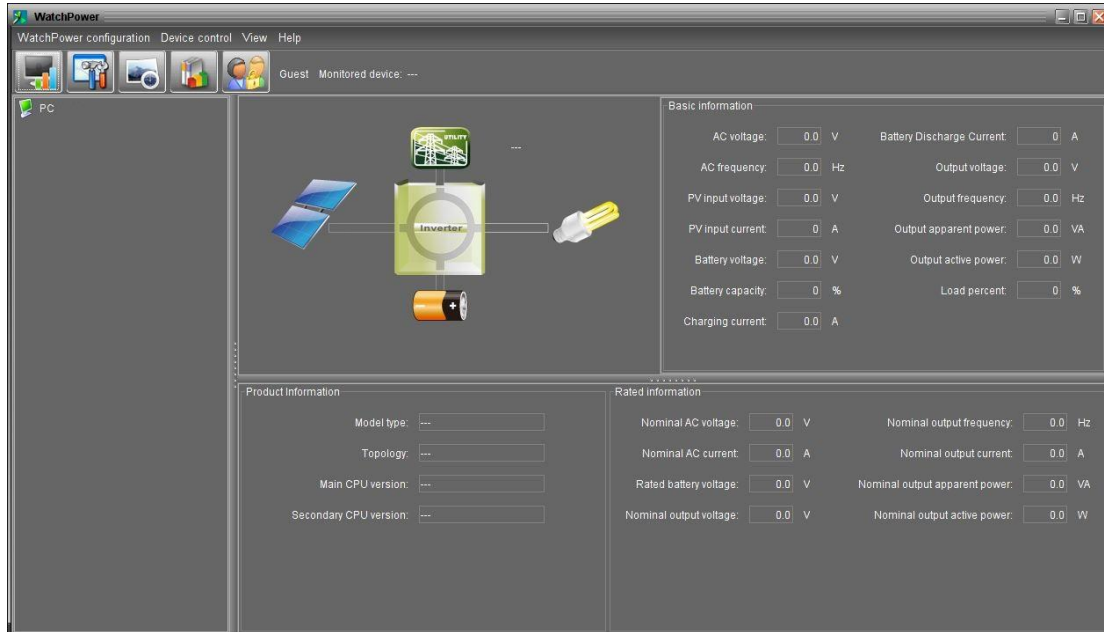 WatchPower
WatchPower configuration Device control View Help
Guest Monitored device: ---
PC
UTILITY
---
Inverter
Basic information
AC voltage: 0.0 V
Battery Discharge Current: 0 A
AC frequency: 0.0 Hz
Output voltage: 0.0 V
PV input voltage: 0.0 V
Output frequency: 0.0 Hz
PV input current: 0 A
Output apparent power: 0.0 VA
Battery voltage: 0.0 V
Output active power: 0.0 W
Battery capacity: 0 %
Load percent: 0 %
Charging current: 0.0 A
Product Information
Model type: ---
Topology: ---
Main CPU version: ---
Secondary CPU version: ---
Rated information
Nominal AC voltage: 0.0 V
Nominal output frequency: 0.0 Hz
Nominal AC current: 0.0 A
Nominal output current: 0.0 A
Rated battery voltage: 0.0 V
Nominal output apparent power: 0.0 VA
Nominal output voltage: 0.0 V
Nominal output active power: 0.0 W